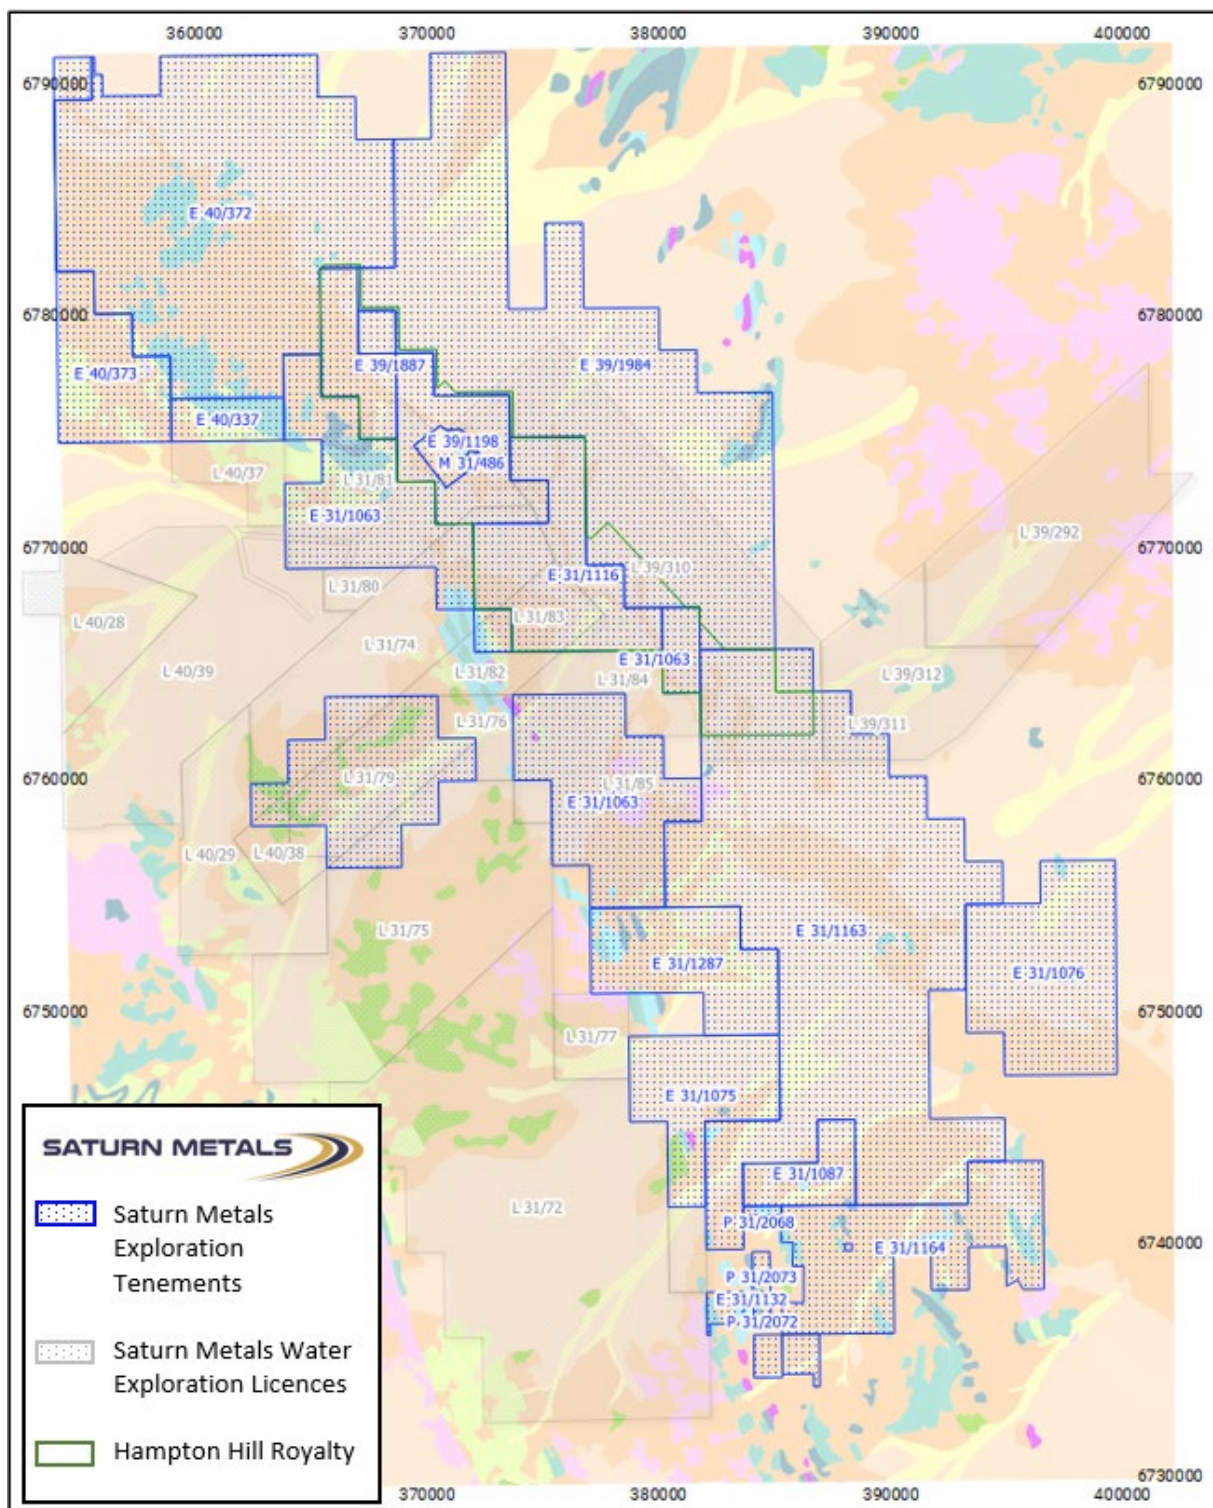 360000 370000 380000 390000 400000
6790000 6790000
E 40/372
6780000 6780000
E 40/373 E 39/1887 E 39/1984
E 40/337
E 39/1198
M 31/486
L 40/37 L 31/81
E 31/1063
L 39/292
6770000 6770000
E 31/1116 L 39/310
L 31/80
L 40/28 L 31/83
L 31/74
E 31/1063
L 40/39 L 31/82 L 31/84 L 39/312
L 31/76 L 39/311
6760000 6760000
L 31/79 L 31/85
E 31/1063
L 40/29 L 40/38
L 31/75 E 31/1163
E 31/1287 E 31/1076
6750000 6750000
L 31/77
E 31/1075
E 31/1087
L 31/72
P 31/2068
6740000
E 31/1164
P 31/2073
E 31/1132
P 31/2072
SATURN METALS
Saturn Metals
Exploration
Tenements
Saturn Metals Water
Exploration Licences
Hampton Hill Royalty
6730000
370000 380000 390000 400000